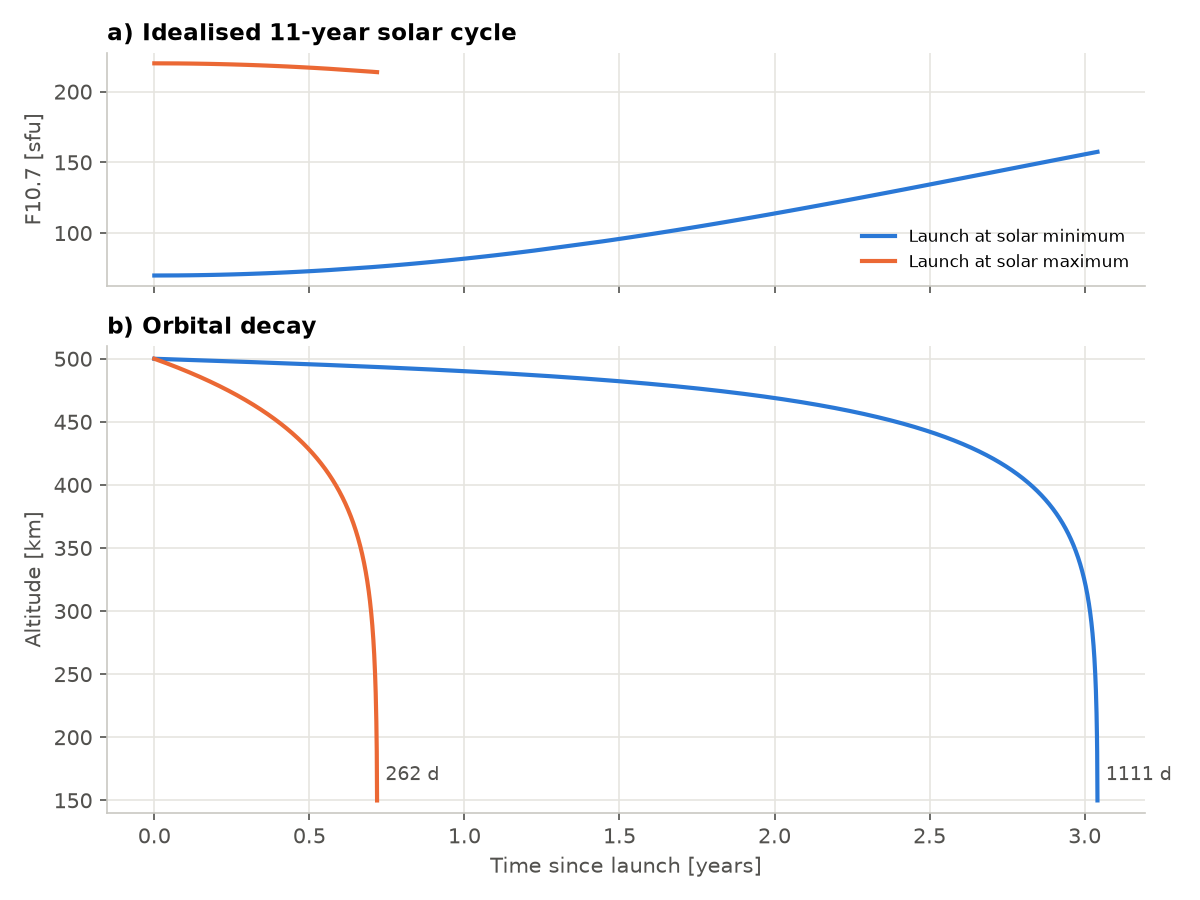 a) Idealised 11-year solar cycle
F10.7 [sfu]
200
150
100
Launch at solar minimum
Launch at solar maximum
b) Orbital decay
Altitude [km]
500
450
400
350
300
250
200
150
262 d
1111 d
0.0 0.5 1.0 1.5 2.0 2.5 3.0
Time since launch [years]